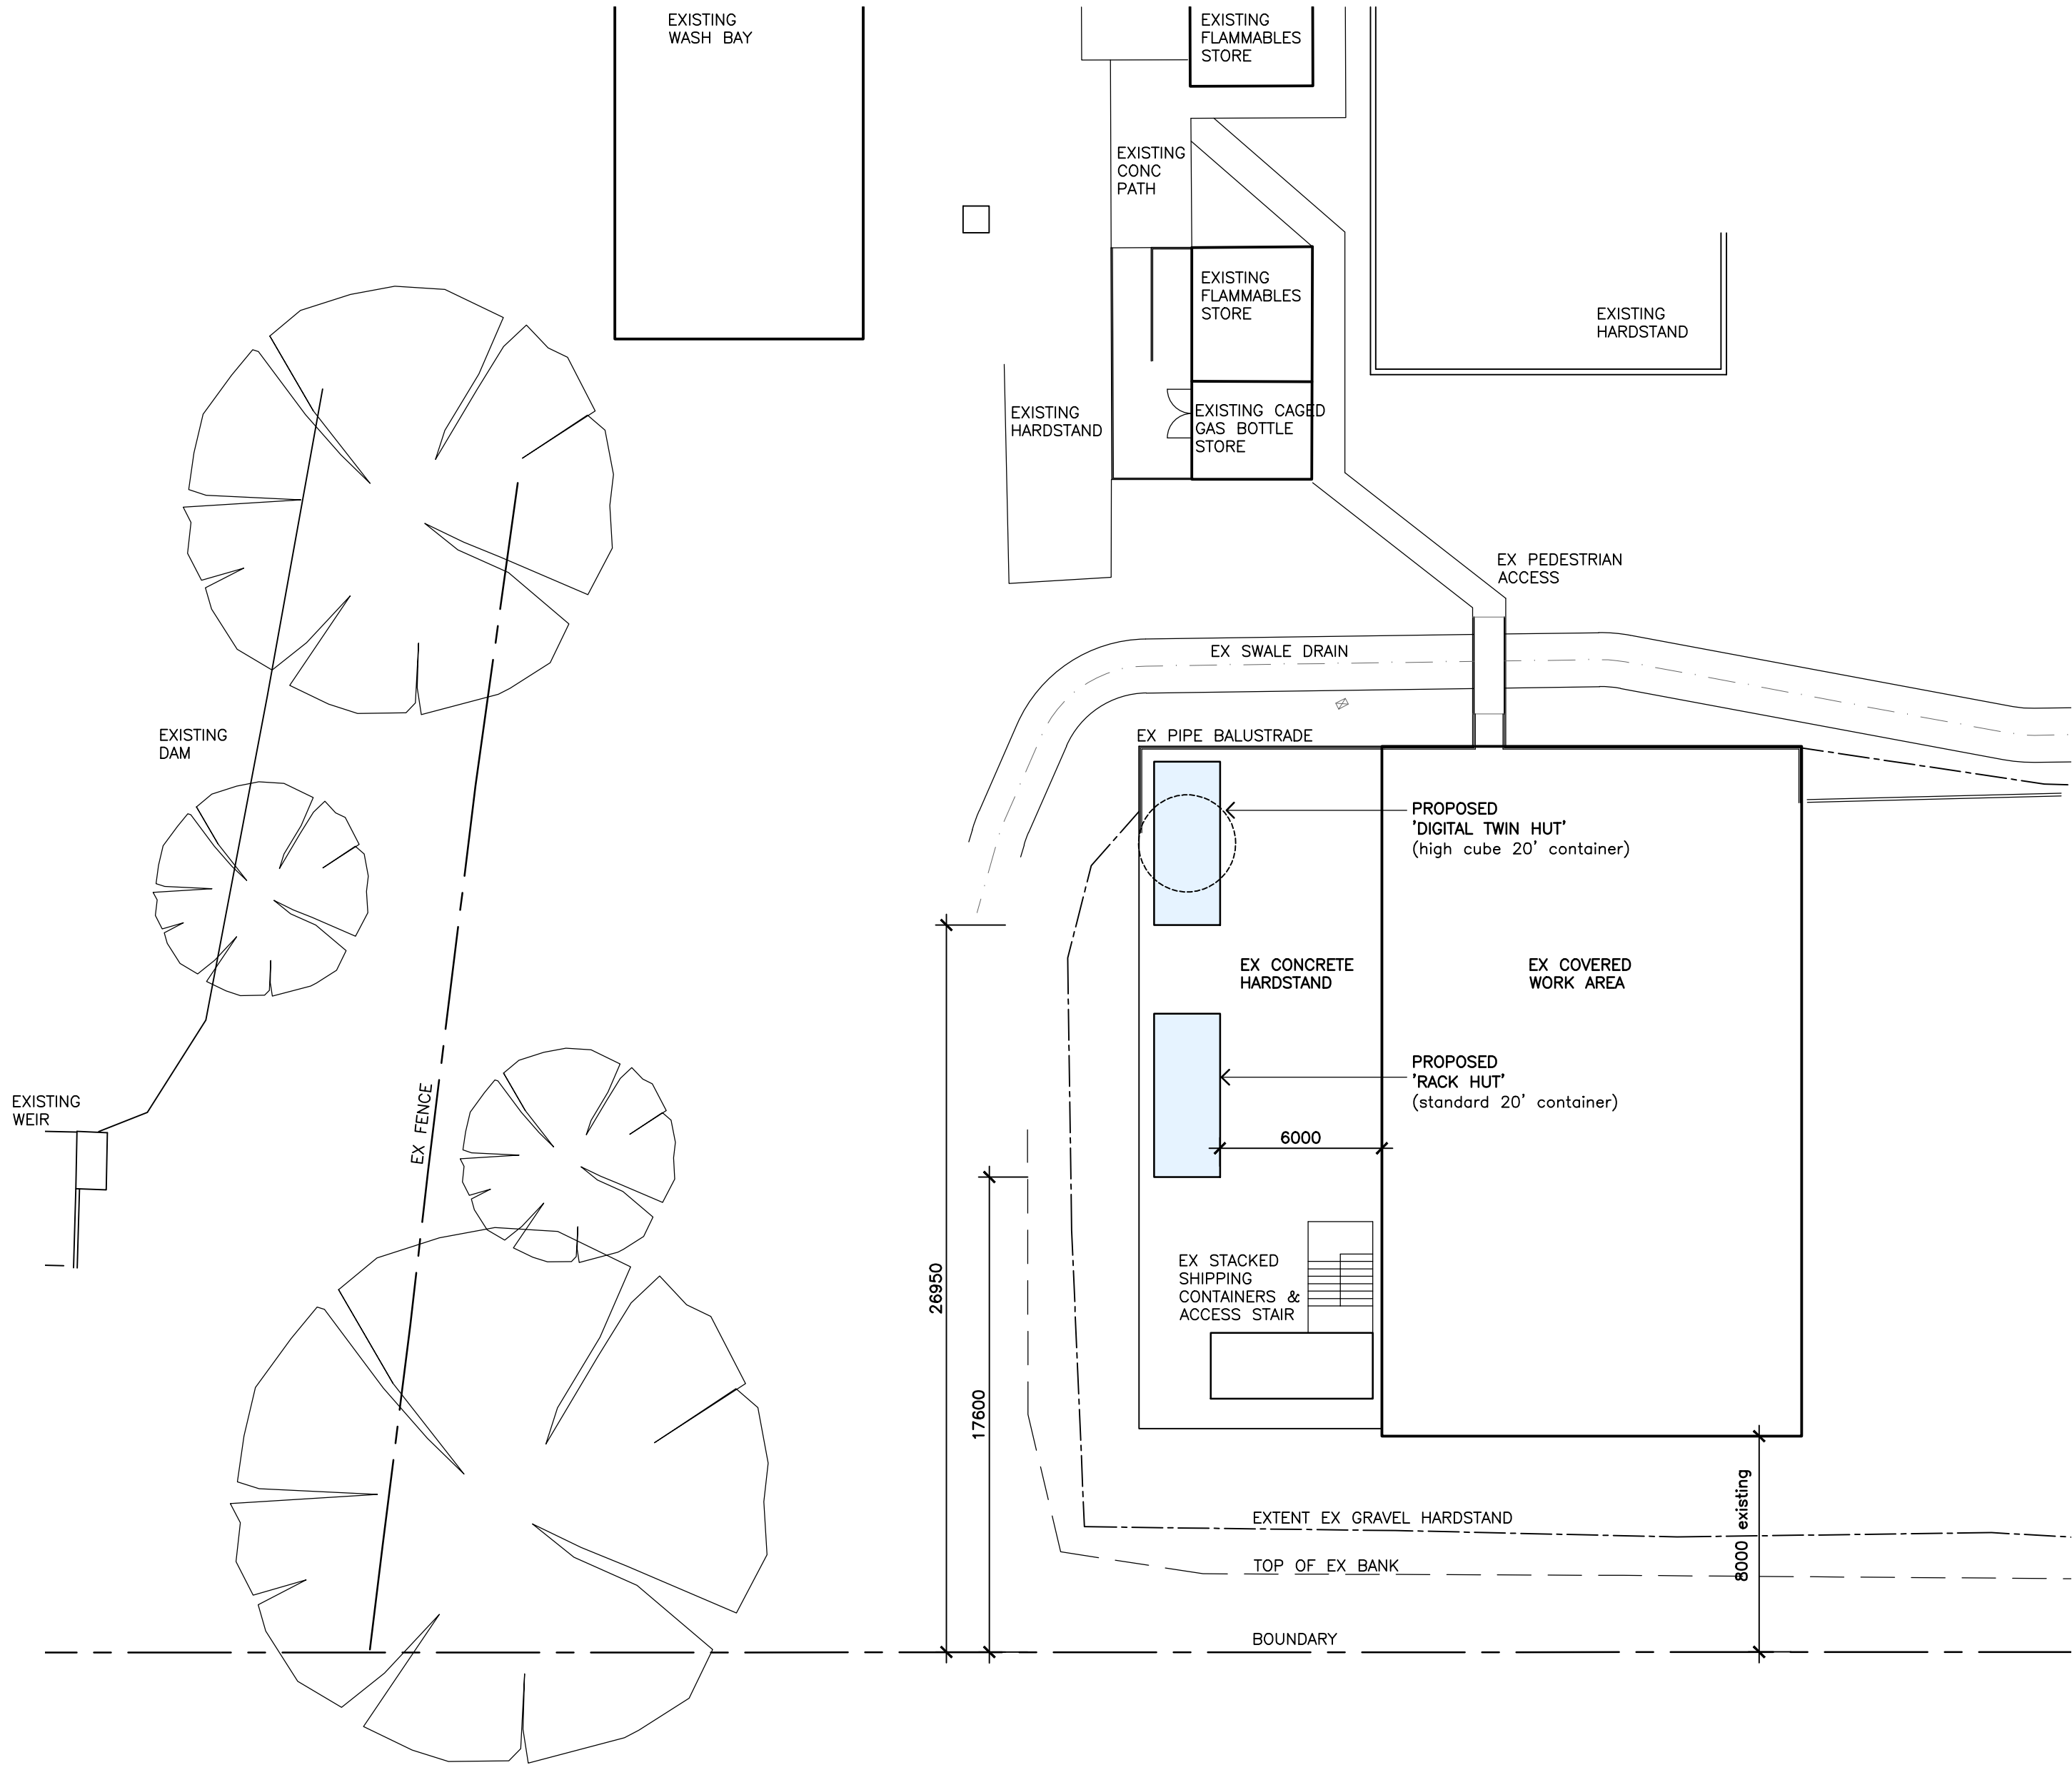 EXISTING
WASH BAY
EXISTING
FLAMMABLES
STORE
EXISTING
CONC
PATH
EXISTING
FLAMMABLES
STORE
EXISTING
HARDSTAND
EXISTING
HARDSTAND
EXISTING CAGED
GAS BOTTLE
STORE
EX PEDESTRIAN
ACCESS
EX SWALE DRAIN
EXISTING
DAM
EX PIPE BALUSTRADE
PROPOSED
'DIGITAL TWIN HUT'
(high cube 20' container)
EX CONCRETE
HARDSTAND
EX COVERED
WORK AREA
PROPOSED
'RACK HUT'
(standard 20' container)
EXISTING
WEIR
EX FENCE
6000
26950
EX STACKED
SHIPPING
CONTAINERS &
ACCESS STAIR
17600
8000 existing
EXTENT EX GRAVEL HARDSTAND
TOP OF EX BANK
BOUNDARY